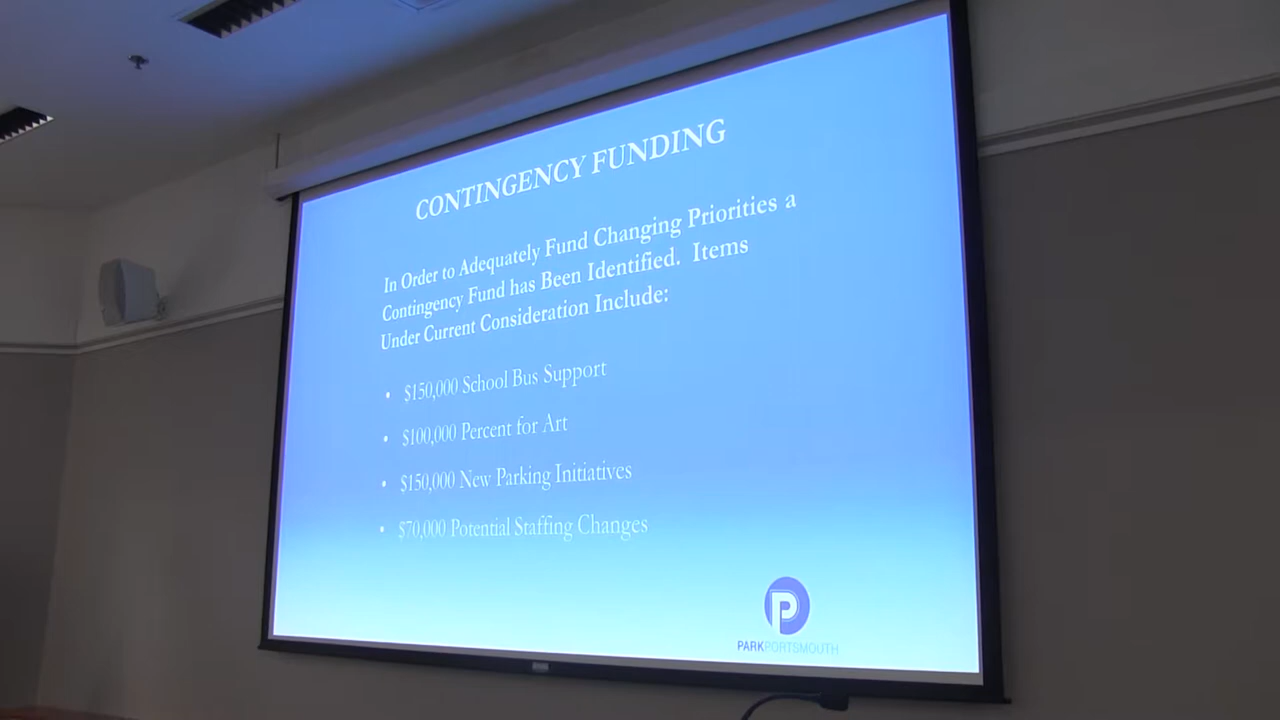 CONTINGENCY FUNDING
In Order to Adequately Fund Changing Priorities a
Contingency Fund has Been Identified. Items
Under Current Consideration Include:
• $150,000 School Bus Support
• $100,000 Percent for Art
• $150,000 New Parking Initiatives
• $70,000 Potential Staffing Changes
P
PARKPORTSMOUTH